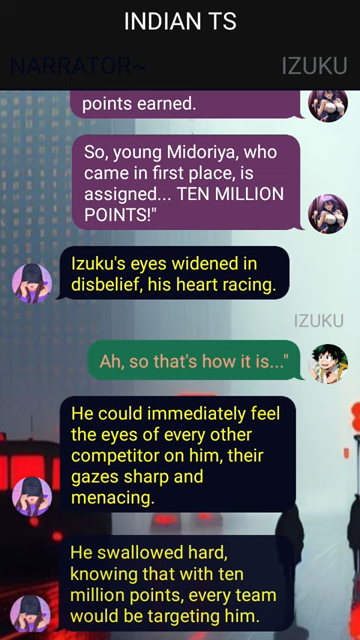 INDIAN TS
NARRATOR~
IZUKU
points earned.
So, young Midoriya, who
came in first place, is
assigned... TEN MILLION
POINTS!"
Izuku's eyes widened in
disbelief, his heart racing.
IZUKU
Ah, so that's how it is..."
He could immediately feel
the eyes of every other
competitor on him, their
gazes sharp and
menacing.
He swallowed hard,
knowing that with ten
million points, every team
would be targeting him.